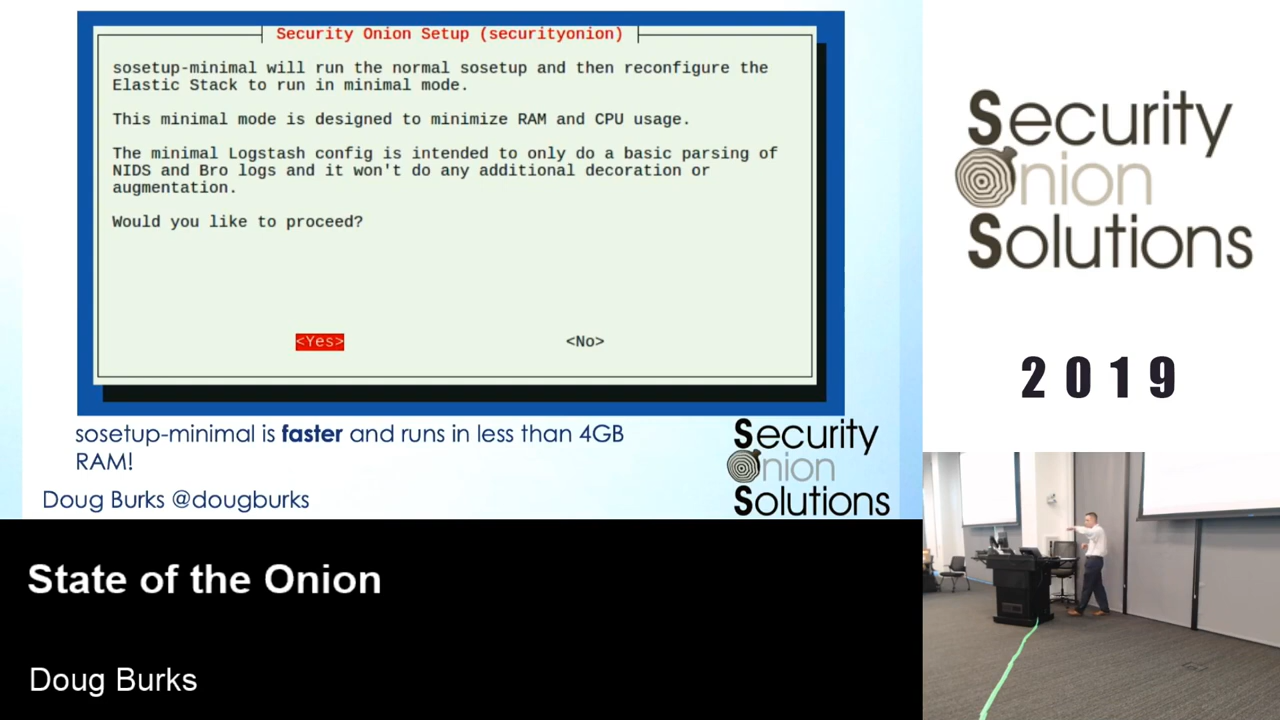 Security Onion Setup (securityonion)
sosetup-minimal will run the normal sosetup and then reconfigure the
Elastic Stack to run in minimal mode.
This minimal mode is designed to minimize RAM and CPU usage.
The minimal Logstash config is intended to only do a basic parsing of
NIDS and Bro logs and it won't do any additional decoration or
augmentation.
Would you like to proceed?
<Yes> <No>
sosetup-minimal is faster and runs in less than 4GB
RAM!
Doug Burks @dougburks
Security
Onion
Solutions
State of the Onion
Doug Burks
Security
Onion
Solutions
2019